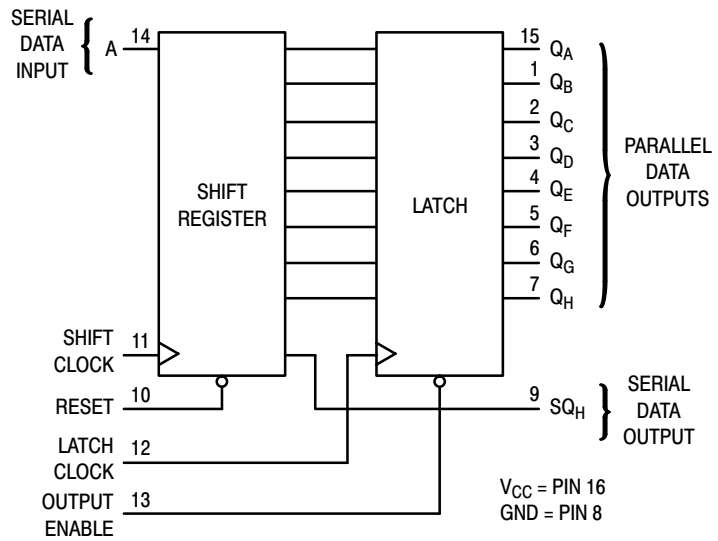 SERIAL
DATA
INPUT
A
14
SHIFT
REGISTER
LATCH
15
QA
1
QB
2
QC
3
QD
4
QE
5
QF
6
QG
7
QH
PARALLEL
DATA
OUTPUTS
SHIFT
CLOCK
11
RESET
10
LATCH
CLOCK
12
OUTPUT
ENABLE
13
9
SQH
SERIAL
DATA
OUTPUT
VCC = PIN 16
GND = PIN 8